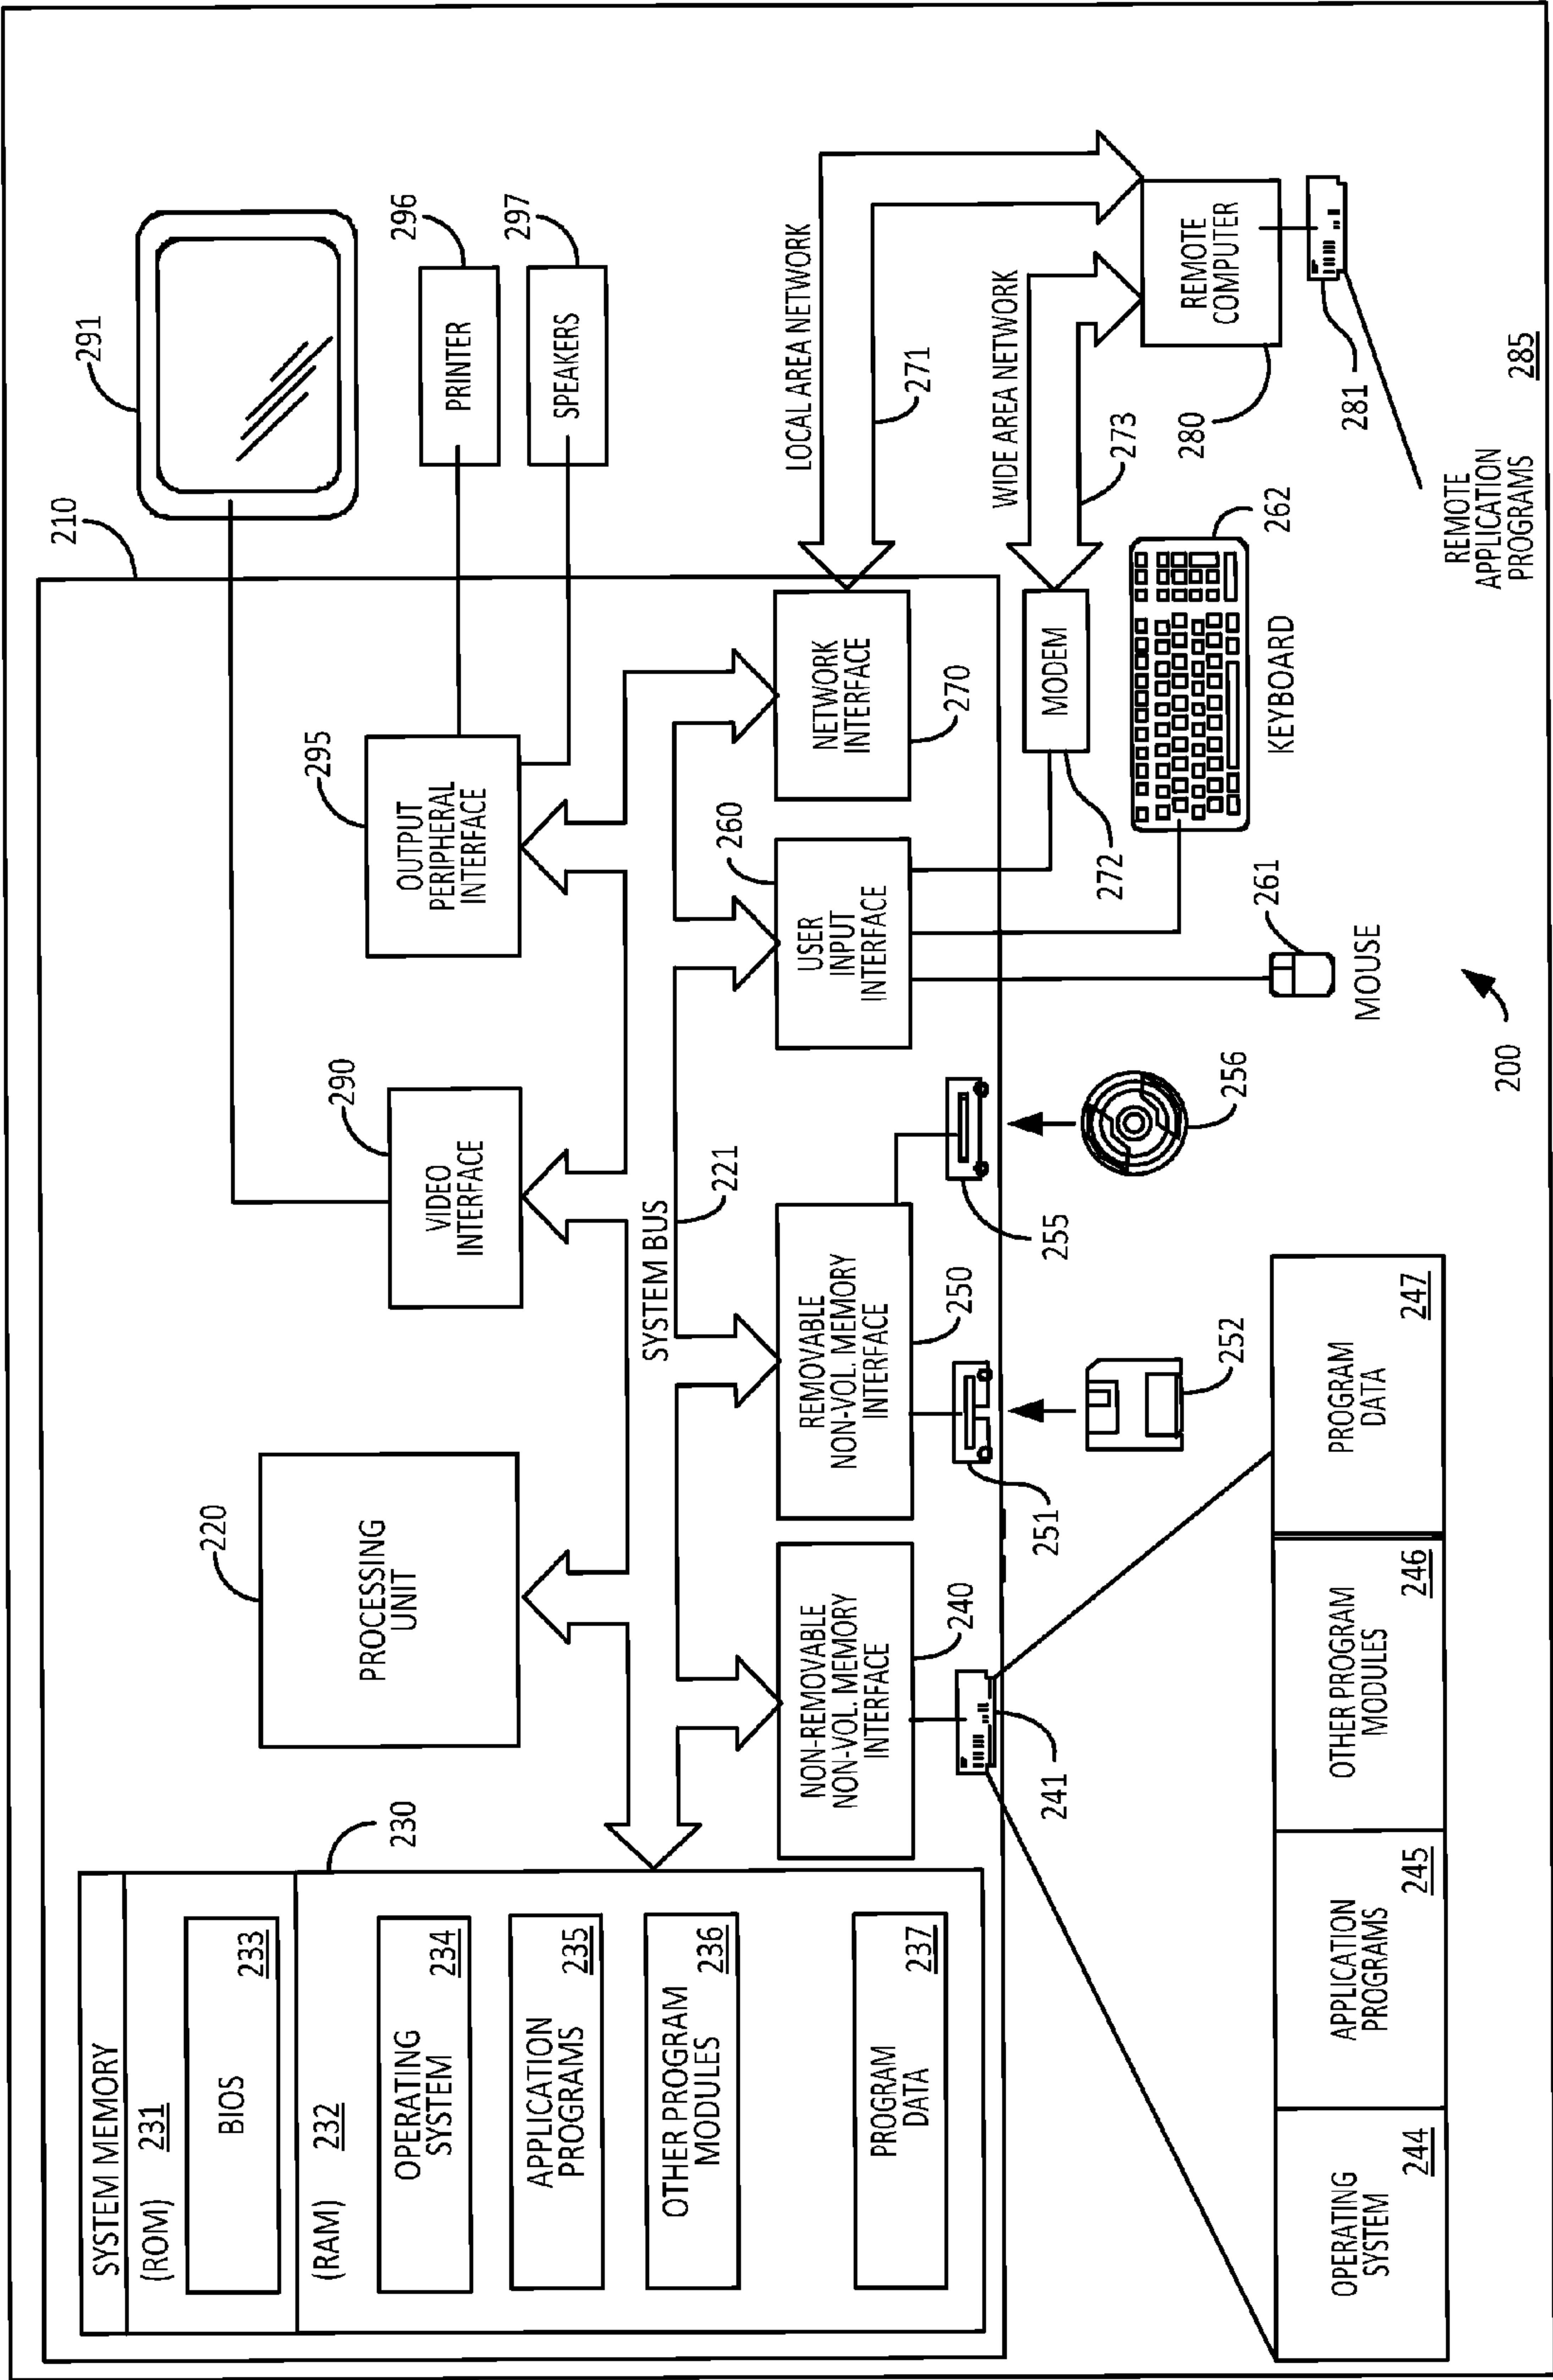 SYSTEM MEMORY
(ROM) 231
BIOS
233
(RAM) 232
OPERATING
SYSTEM
234
APPLICATION
PROGRAMS
235
OTHER PROGRAM
MODULES
236
PROGRAM
DATA
237
230
220
PROCESSING
UNIT
290
VIDEO
INTERFACE
295
OUTPUT
PERIPHERAL
INTERFACE
210
291
PRINTER
296
SPEAKERS
297
SYSTEM BUS
221
NON-REMOVABLE
NON-VOL. MEMORY
INTERFACE
240
REMOVABLE
NON-VOL. MEMORY
INTERFACE
250
USER
INPUT
INTERFACE
260
NETWORK
INTERFACE
270
LOCAL AREA NETWORK
271
WIDE AREA NETWORK
273
MODEM
272
241
251
255
252
256
MOUSE
261
KEYBOARD
262
REMOTE
COMPUTER
280
281
REMOTE
APPLICATION
PROGRAMS
285
OPERATING
SYSTEM
244
APPLICATION
PROGRAMS
245
OTHER PROGRAM
MODULES
246
PROGRAM
DATA
247
200